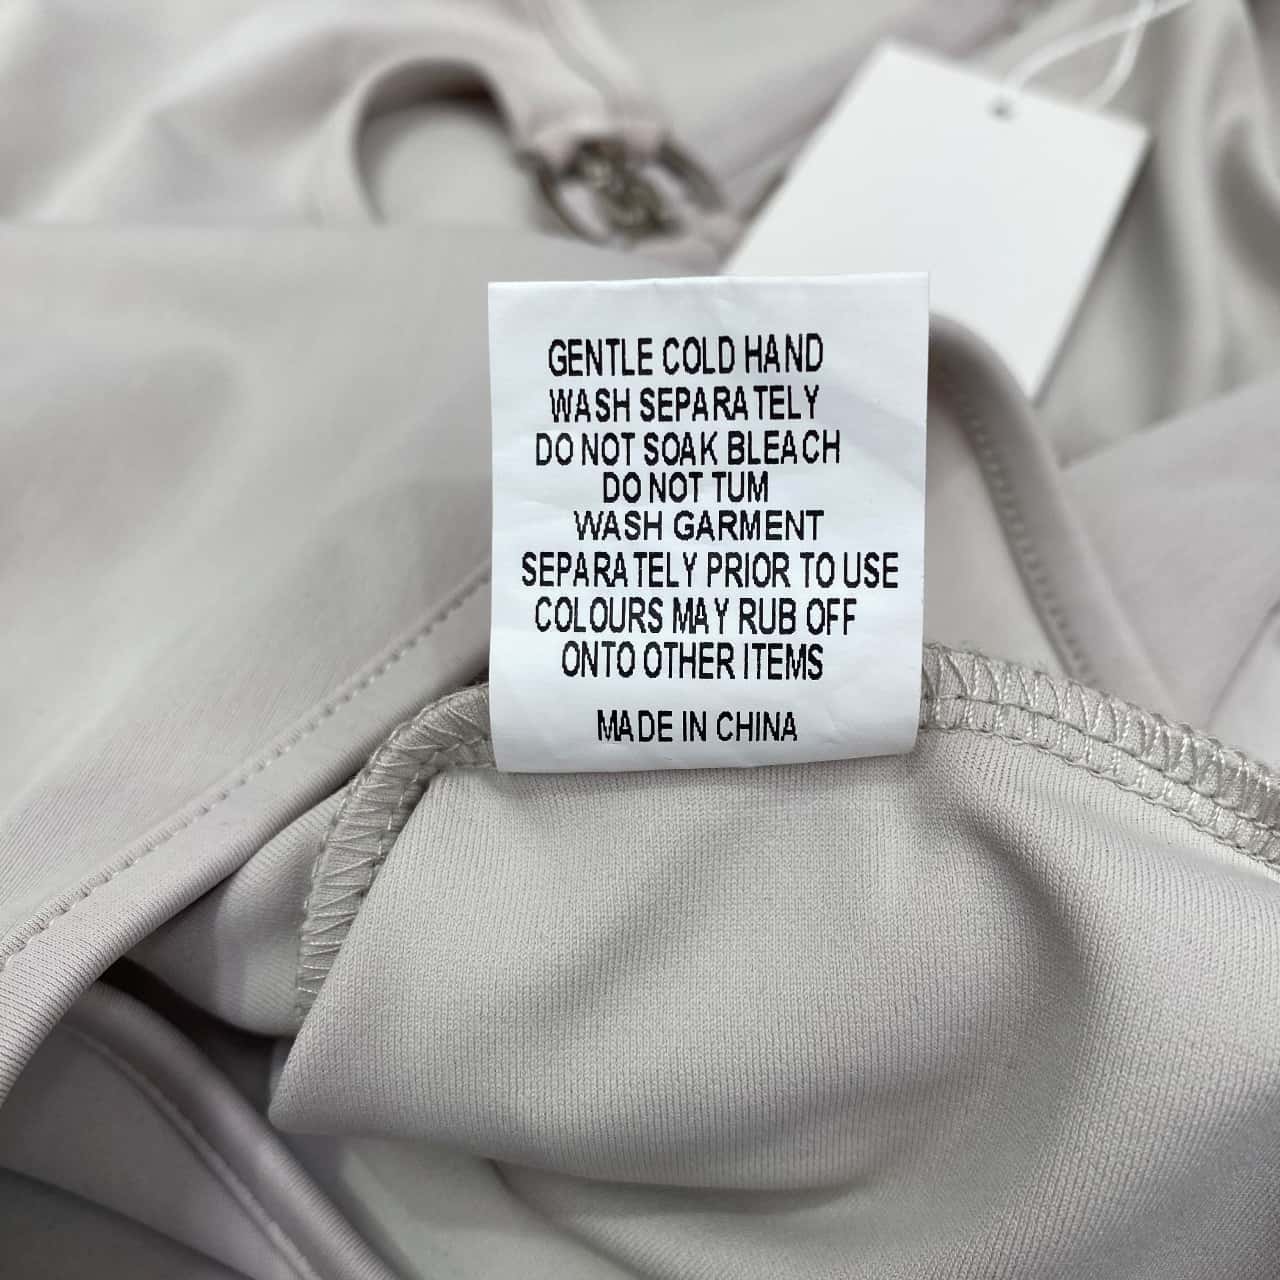 GENTLE COLD HAND
WASH SEPARATELY
DO NOT SOAK BLEACH
DO NOT TUM
WASH GARMENT
SEPARATELY PRIOR TO USE
COLOURS MAY RUB OFF
ONTO OTHER ITEMS
MADE IN CHINA